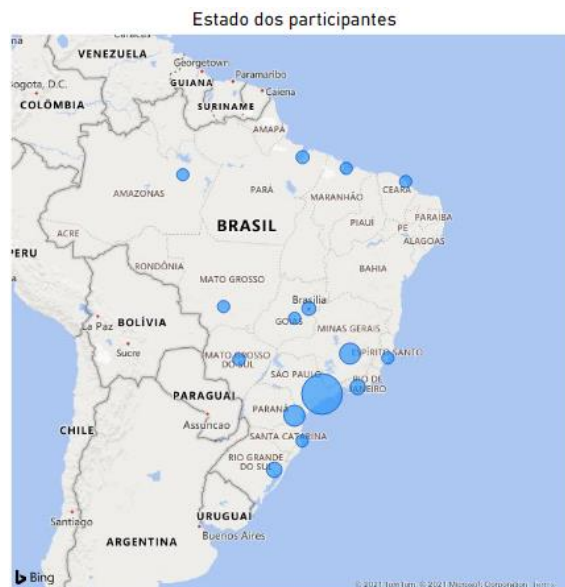 Estado dos participantes
VENEZUELA
Georgetown
GUIANA
Paramaribo
Bogota, D.C.
SURINAME
Caiena
COLÔMBIA
AMAPÁ
AMAZONAS
PARÁ
MARANHÃO
CEARÁ
PARAÍBA
PIAUÍ
PE
ALAGOAS
BRASIL
ACRE
PERU
RONDÔNIA
BAHIA
MATO GROSSO
Brasília
La Paz
BOLÍVIA
GOIÁS
MINAS GERAIS
Sucre
ESPÍRITO SANTO
MATO GROSSO
DO SUL
SÃO PAULO
RIO DE
JANEIRO
PARAGUAI
PARANÁ
CHILE
Assuncao
SANTA CATARINA
RIO GRANDE
DO SUL
URUGUAI
Santiago
Buenos Aires
ARGENTINA
Bing
© 2021 TomTom, © 2021 Microsoft Corporation Terms